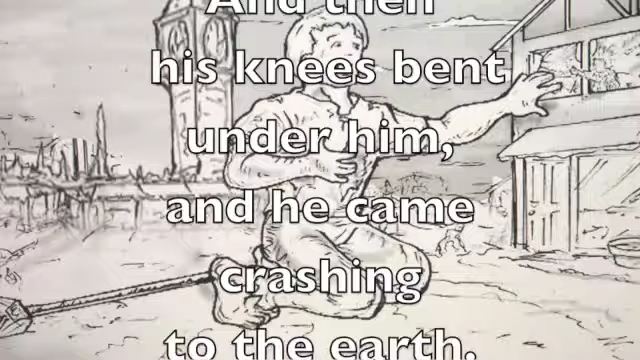 And then
his knees bent
under him,
and he came
crashing
to the earth.